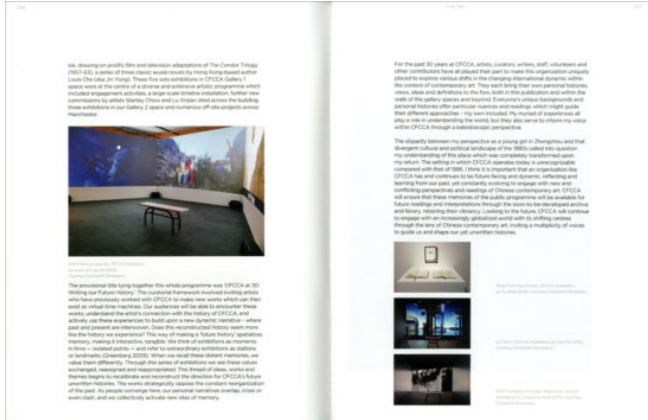 GA, drawing on prolific film and television adaptations of The Condor Trilogy
(1957-63), a series of three classic wuxia novels by Hong Kong-based author
Louis Cha (aka Jin Yong). These five solo exhibitions in CFCCA Gallery 1
space were at the centre of a diverse and extensive artistic programme which
included engagement activities, a large-scale timeline installation, further new
commissions by artists Stanley Chow and Lu Xinjian sited across the building,
three exhibitions in our Gallery 2 space and numerous off-site projects across
Manchester.
The provisional title tying together this whole programme was 'CFCCA at 30:
Writing our Future History'. The curatorial framework involved inviting artists
who have previously worked with CFCCA to make new works which can then
exist as virtual time machines. Our audiences will be able to encounter these
works, understand the artist's connection with the history of CFCCA, and
actively use these experiences to build upon a new dynamic narrative – where
past and present are interwoven. Does this reconstructed history seem more
like the history we experience? This way of making a 'future history' spatializes
memory, making it interactive, tangible. We think of exhibitions as moments
in time — isolated points — and refer to extraordinary exhibitions as stations
or landmarks (Greenberg,2009). When we recall these distant memories, we
value them differently. Through this series of exhibitions we see these values
exchanged, reassigned and reappropriated. This thread of ideas, works and
themes begins to recalibrate and reconstruct the direction for CFCCA's future
unwritten histories. The works strategically oppose the constant reorganization
of the past. As people converge here, our personal narratives overlap, cross or
even clash, and we collectively activate new sites of memory.
For the past 30 years at CFCCA, artists, curators, writers, staff, volunteers and
other contributors have all played their part to make this organization uniquely
placed to explore various shifts in the changing international dynamic within
the context of contemporary art. They each bring their own personal histories,
views, ideas and definitions to the fore, both in this publication and within the
walls of the gallery spaces and beyond. Everyone's unique backgrounds and
personal histories offer particular nuances and readings which might guide
their different approaches – my own included. My myriad of experiences all
play a role in understanding the world, but they also serve to inform my voice
within CFCCA through a kaleidoscopic perspective.
The disparity between my perspective as a young girl in Zhengzhou and that
divergent cultural and political landscape of the 1980s called into question
my understanding of this place which was completely transformed upon
my return. The setting in which CFCCA operates today is unrecognizable
compared with that of 1986. I think it is important that an organization like
CFCCA has and continues to be future-facing and dynamic, reflecting and
learning from our past, yet constantly evolving to engage with new and
conflicting perspectives and readings of Chinese contemporary art. CFCCA
will ensure that these memories of the public programme will be available for
future readings and interpretations through the soon-to-be-developed archive
and library, retaining their vibrancy. Looking to the future, CFCCA will continue
to engage with an increasingly globalized world with its shifting centres
through the lens of Chinese contemporary art, inviting a multiplicity of voices
to guide us and shape our yet unwritten histories.